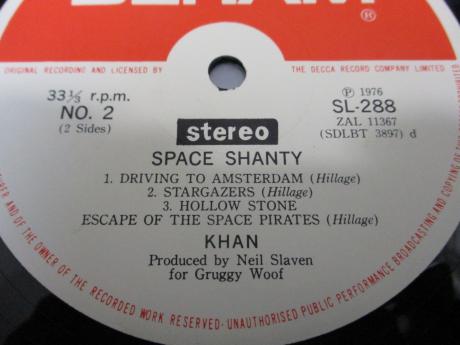 DERAM
®
ORIGINAL RECORDING AND LICENSED BY THE DECCA RECORD COMPANY LIMITED
33⅓ r.p.m.
NO. 2
(2 Sides)
Ⓟ 1976
SL-288
ZAL 11367
(SDLBT 3897) d
stereo
SPACE SHANTY
1. DRIVING TO AMSTERDAM (Hillage)
2. STARGAZERS (Hillage)
3. HOLLOW STONE
ESCAPE OF THE SPACE PIRATES (Hillage)
KHAN
Produced by Neil Slaven
for Gruggy Woof
AND OF THE OWNER OF THE RECORDED WORK RESERVED·UNAUTHORISED PUBLIC PERFORMANCE BROADCASTING AND COPYING OF